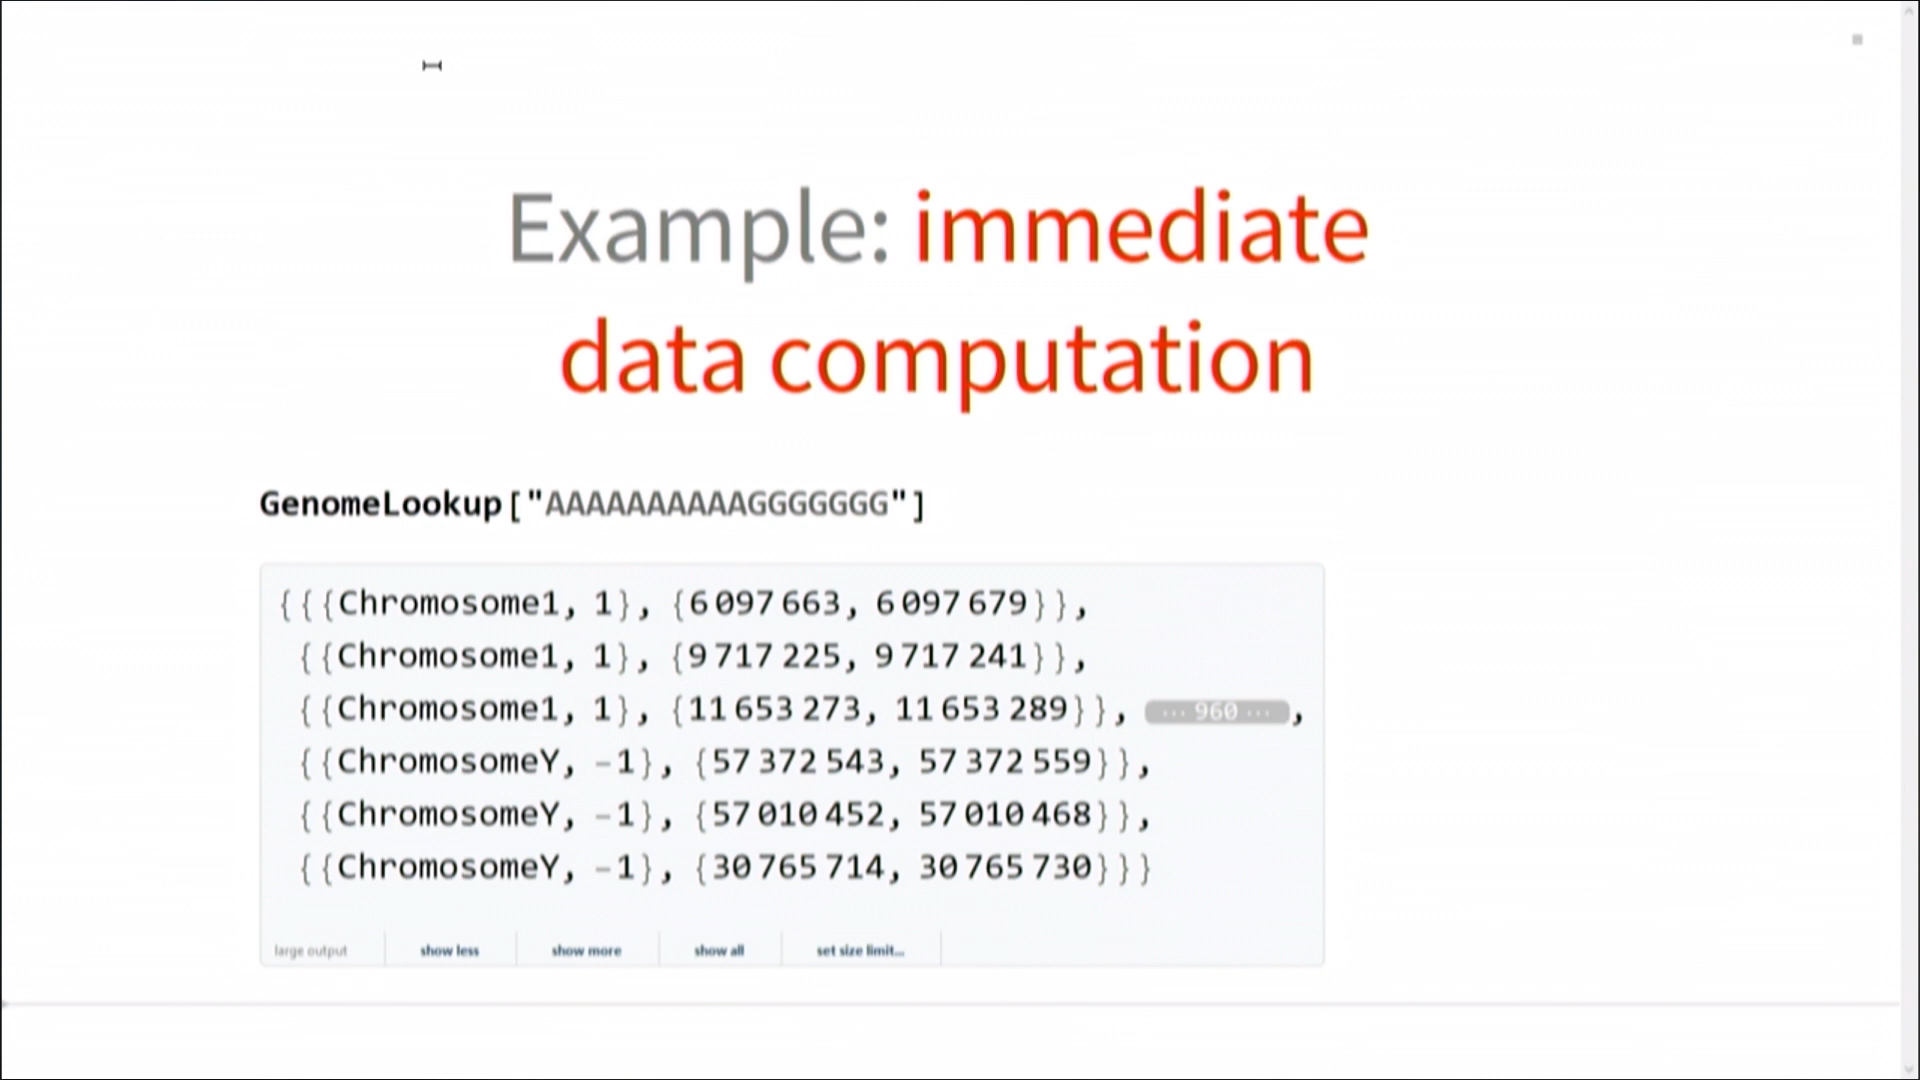 Example: immediate
data computation
GenomeLookup["AAAAAAAAAAGGGGGGG"]
{{{Chromosome1, 1}, {6 097 663, 6 097 679}},
{{Chromosome1, 1}, {9 717 225, 9 717 241}},
{{Chromosome1, 1}, {11 653 273, 11 653 289}}, ··· 960 ··· ,
{{ChromosomeY, -1}, {57 372 543, 57 372 559}},
{{ChromosomeY, -1}, {57 010 452, 57 010 468}},
{{ChromosomeY, -1}, {30 765 714, 30 765 730}}}
large output show less show more show all set size limit...